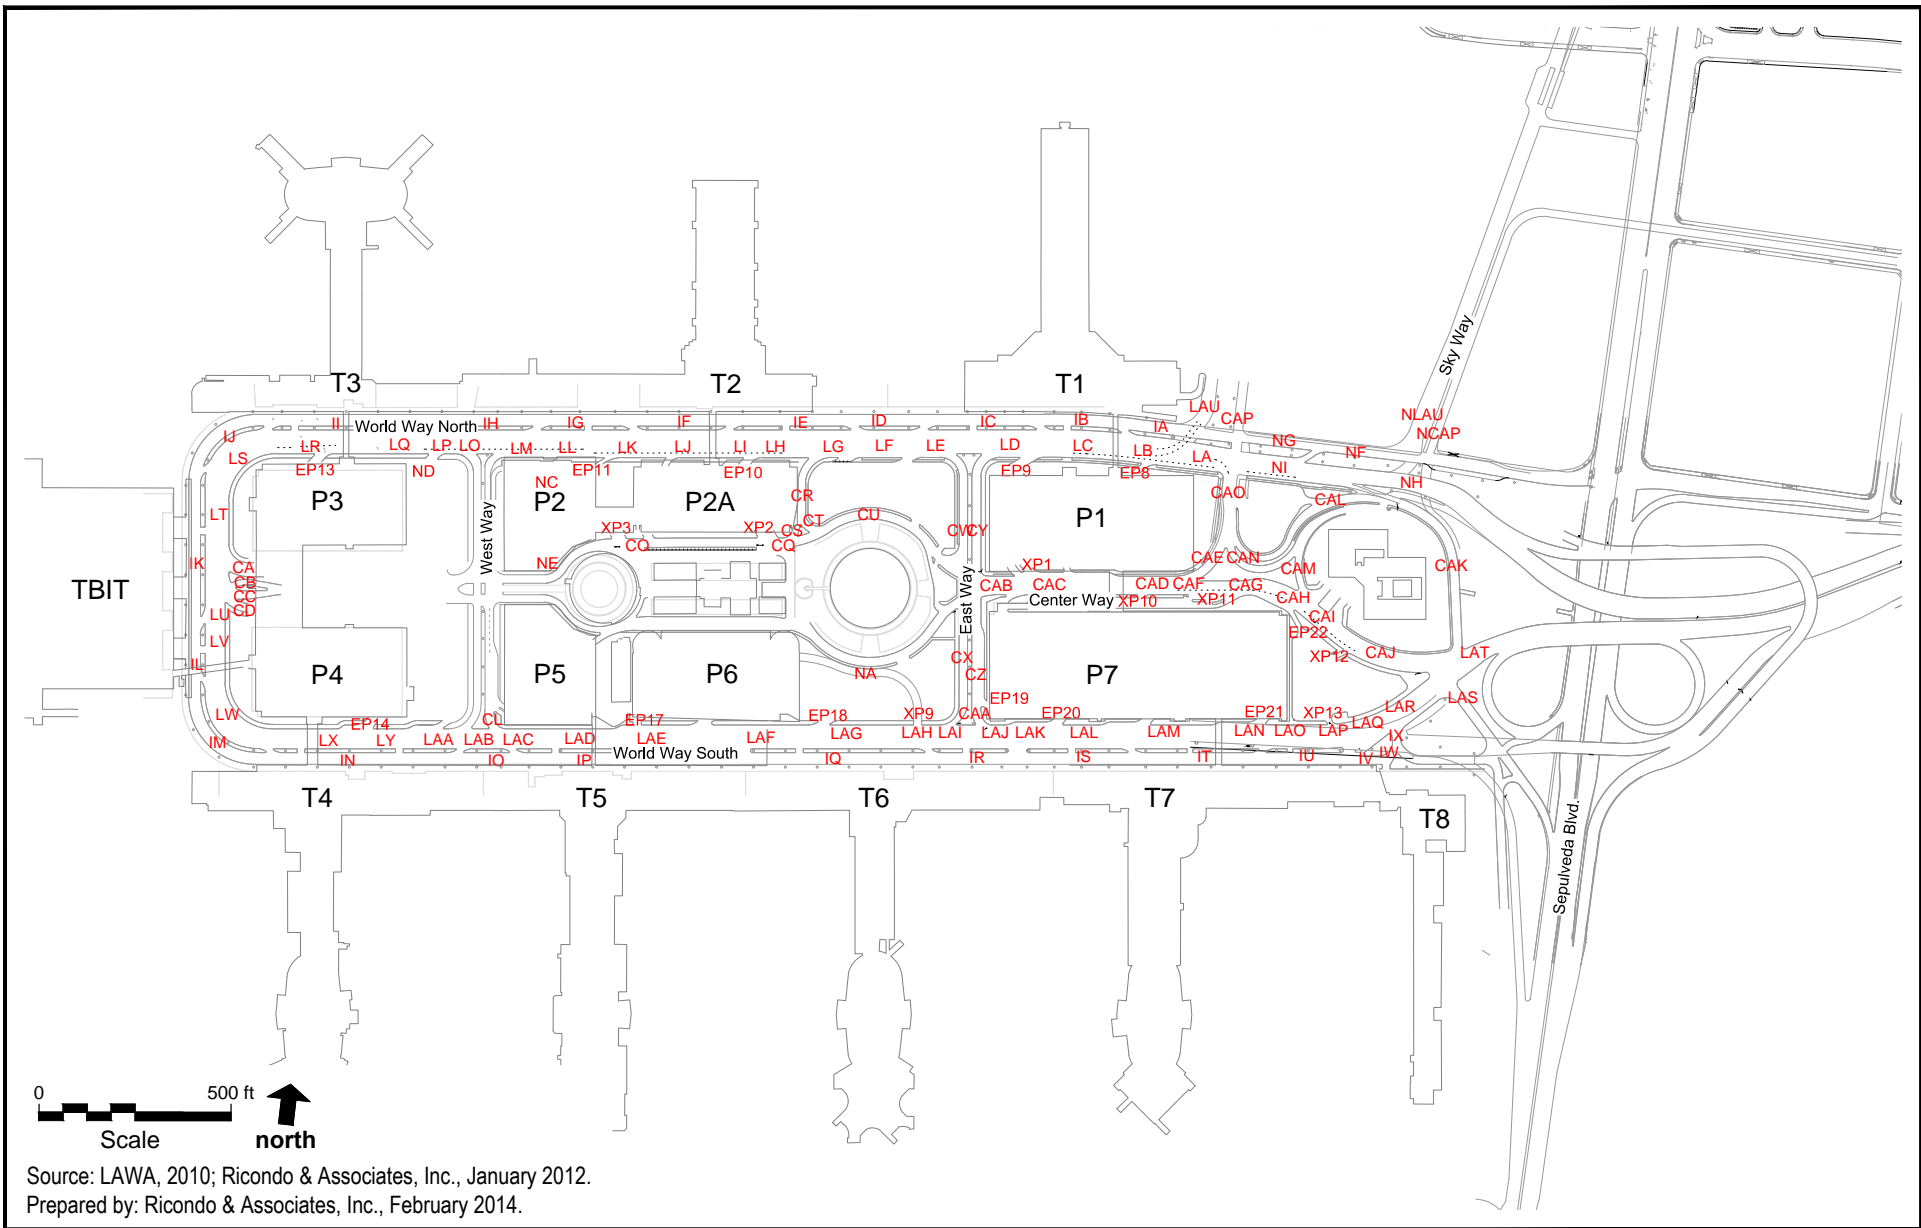 T3
T2
T1
LAU
CAP
NLAU
NCAP
Sky Way
II
World Way North
IH
IG
IF
IE
ID
IC
IB
IA
NG
NF
IJ
LS
LR
LQ
LP
LO
LM
LL
LK
LJ
LI
LH
LG
LF
LE
LD
LC
LB
LA
NI
NH
EP13
ND
NC
EP11
EP10
EP9
EP8
P3
P2
P2A
P1
CR
CAO
CAL
LT
West Way
XP3
XP2
CS
CT
CU
CW
CY
IK
CA
CB
CC
CD
NE
CO
CQ
XP1
CAE
CAN
CAM
CAK
TBIT
CAB
CAC
CAD
CAF
CAG
CAH
Center Way
XP10
XP11
LU
LV
East Way
CAI
EP22
IL
P4
P5
P6
NA
CX
CZ
P7
XP12
CAJ
LAT
LAS
LW
EP14
CL
EP17
EP18
XP9
CAA
EP19
EP20
EP21
XP13
LAR
LAQ
IM
LX
LY
LAA
LAB
LAC
LAD
LAE
LAF
LAG
LAH
LAI
LAJ
LAK
LAL
LAM
LAN
LAO
LAP
IX
IN
IO
IP
World Way South
IQ
IR
IS
IT
IU
IV
IW
T4
T5
T6
T7
T8
Sepulveda Blvd.
0 500 ft
Scale
north
Source: LAWA, 2010; Ricondo & Associates, Inc., January 2012.
Prepared by: Ricondo & Associates, Inc., February 2014.